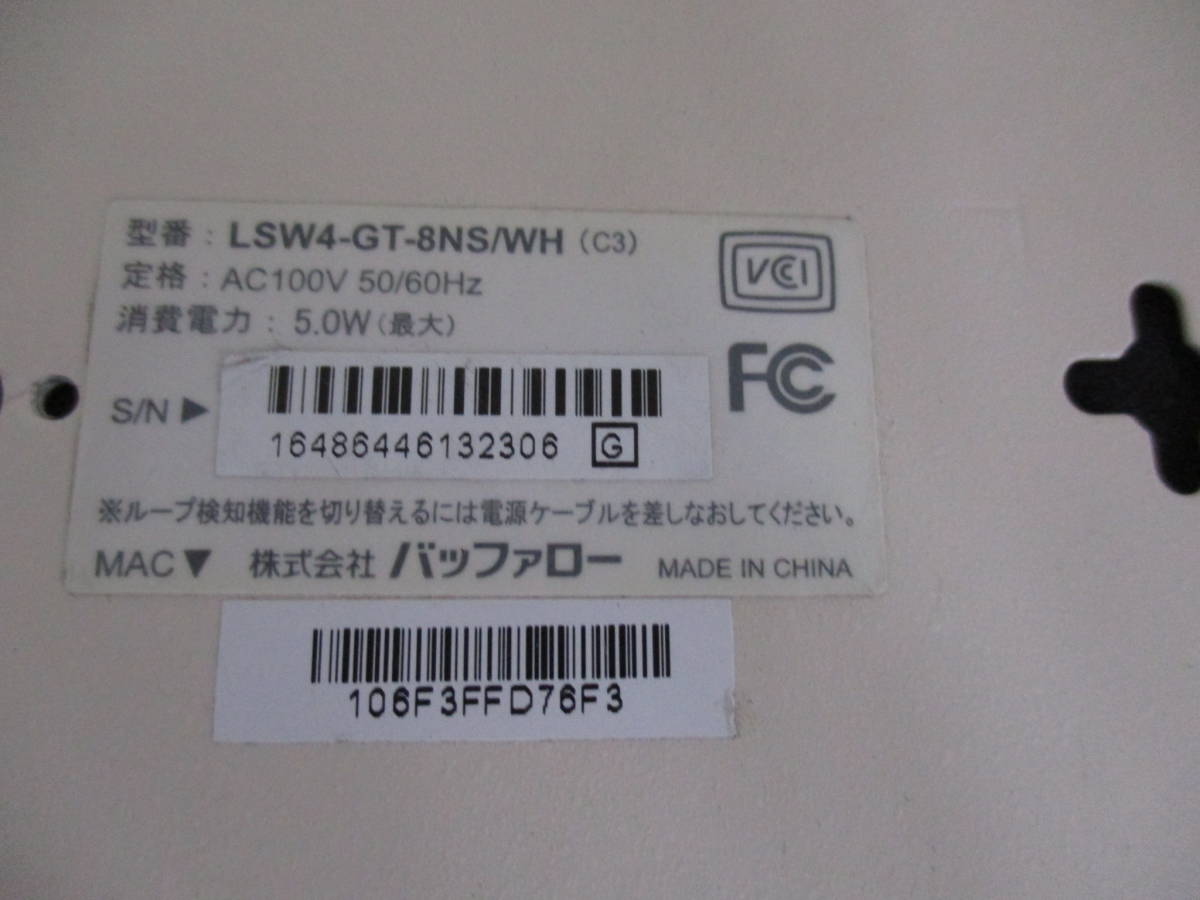 型番 : LSW4-GT-8NS/WH (C3)
定格 : AC100V 50/60Hz
消費電力 : 5.0W (最大)
VCCI
FCC
S/N ▶
16486446132306 G
※ループ検知機能を切り替えるには電源ケーブルを差しなおしてください。
MAC▼ 株式会社 バッファロー MADE IN CHINA
106F3FFD76F3